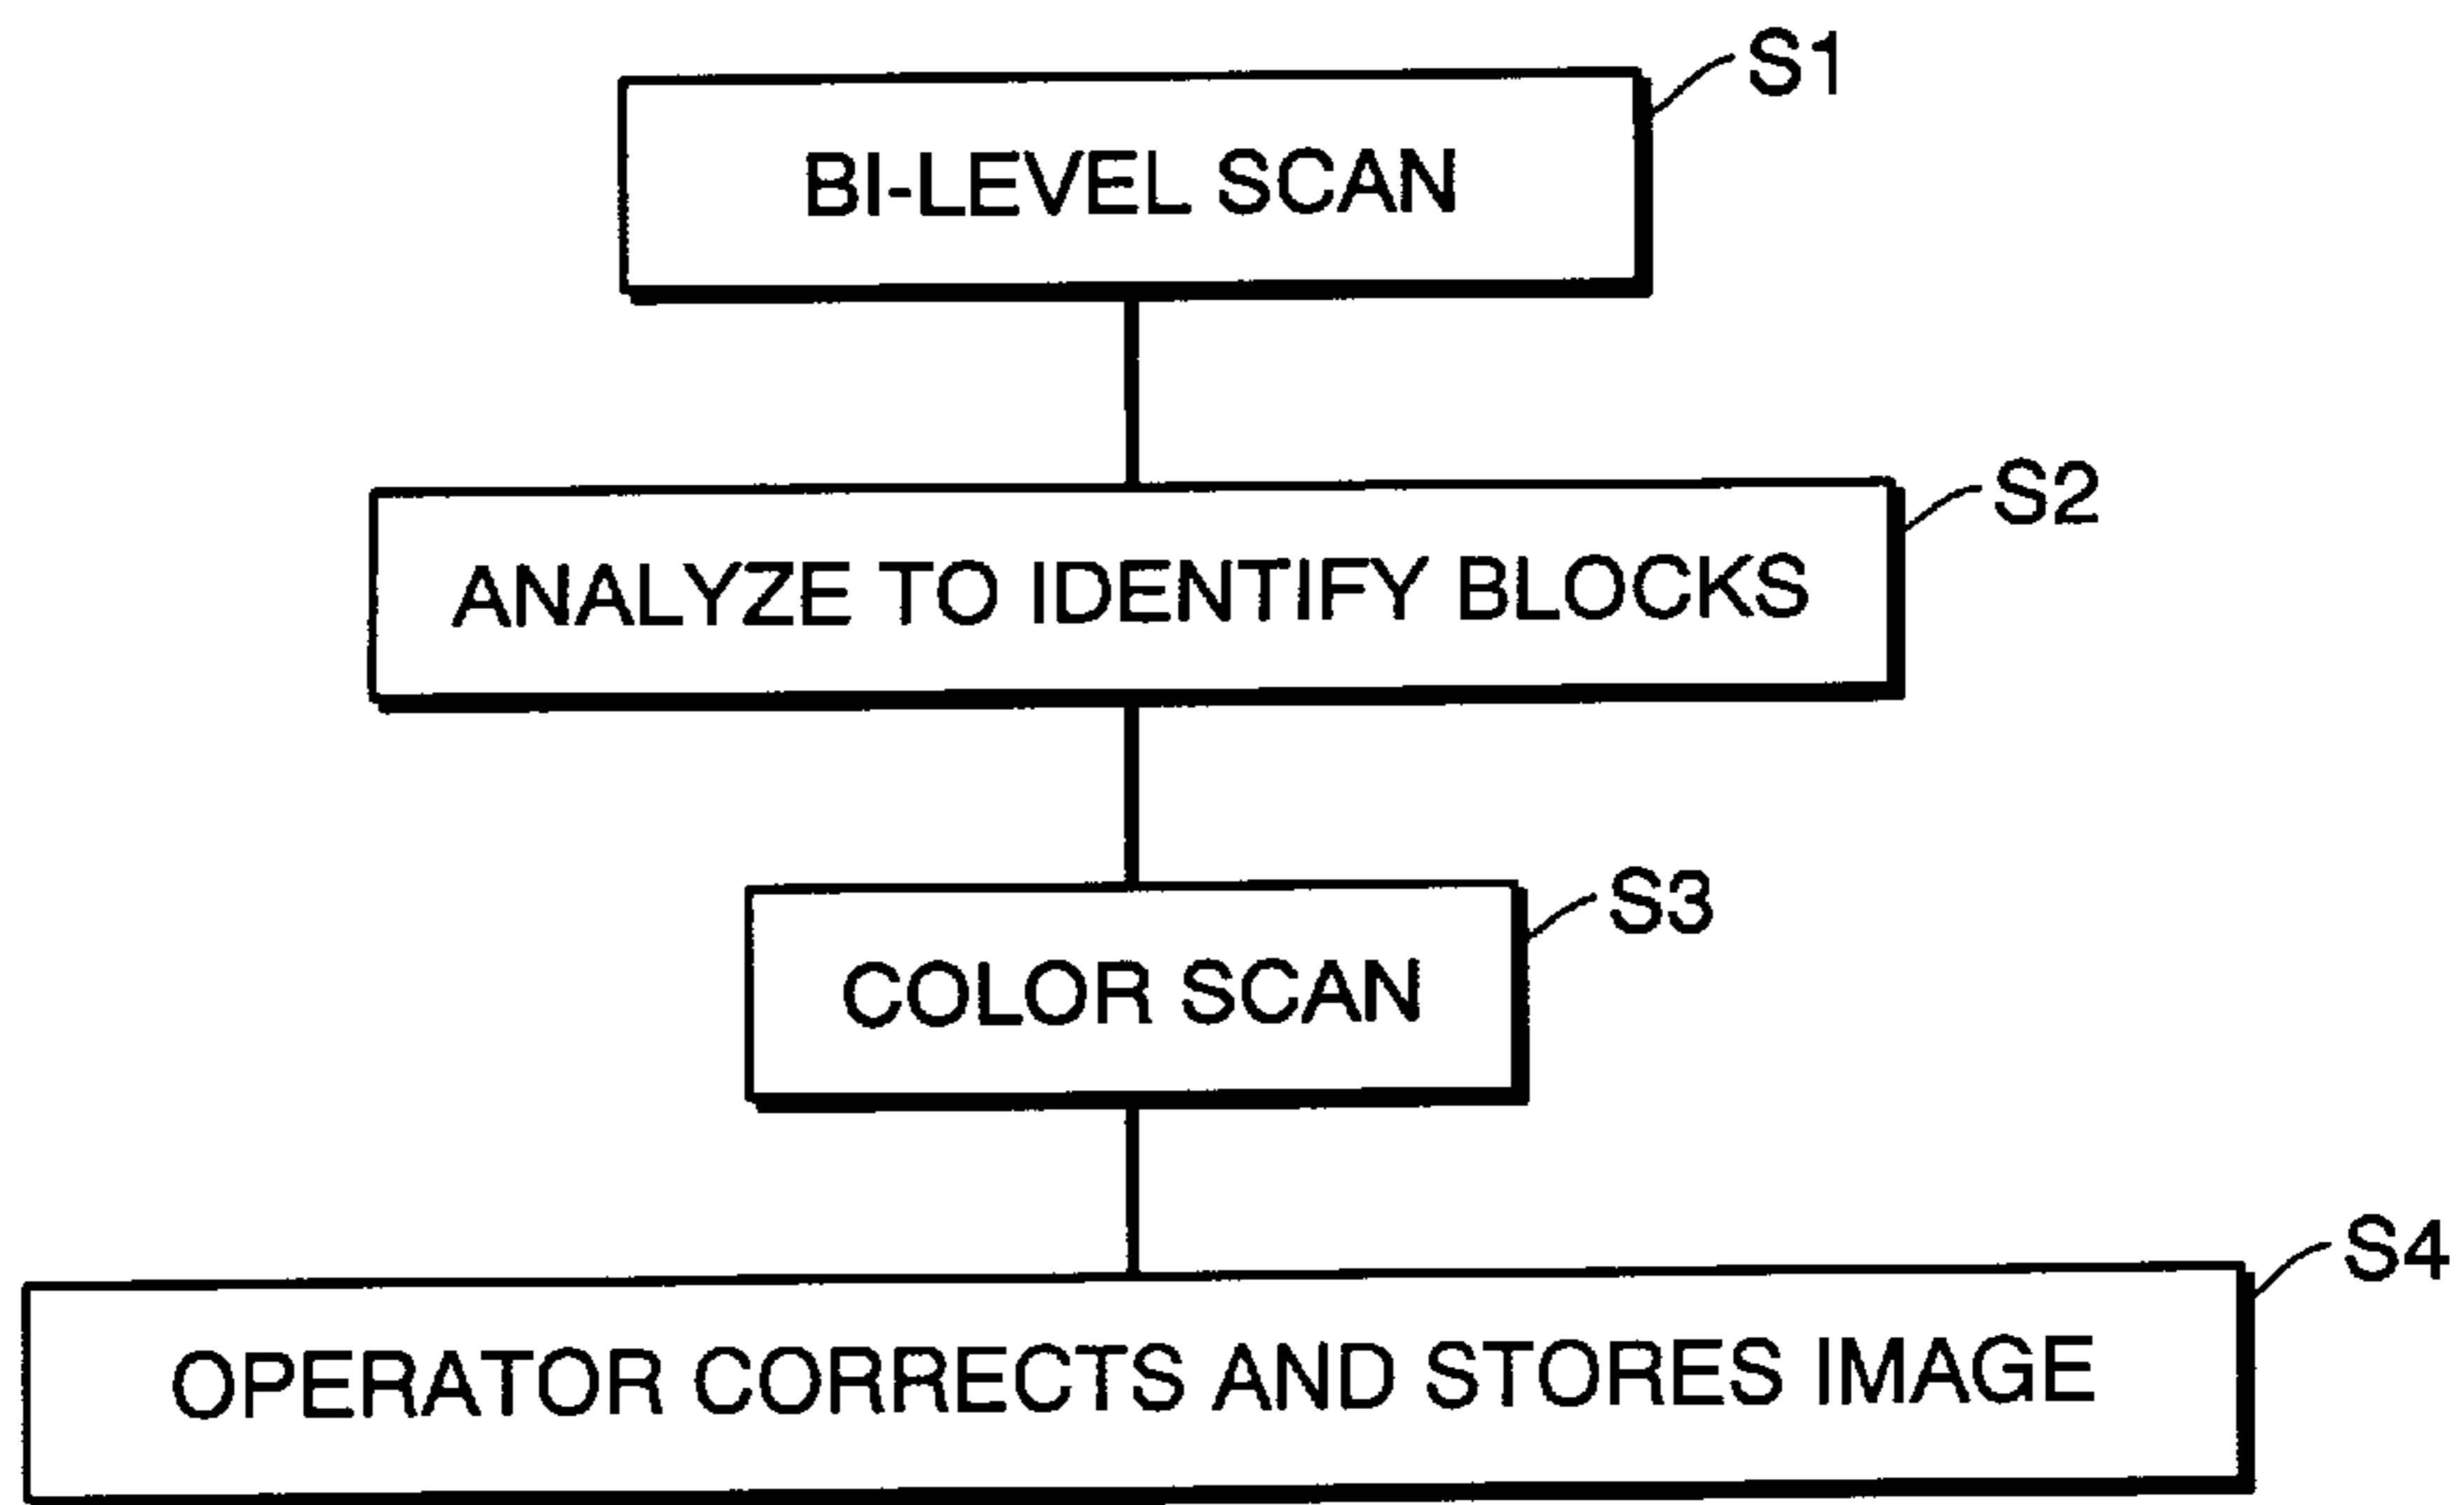 S1
BI-LEVEL SCAN
S2
ANALYZE TO IDENTIFY BLOCKS
S3
COLOR SCAN
S4
OPERATOR CORRECTS AND STORES IMAGE